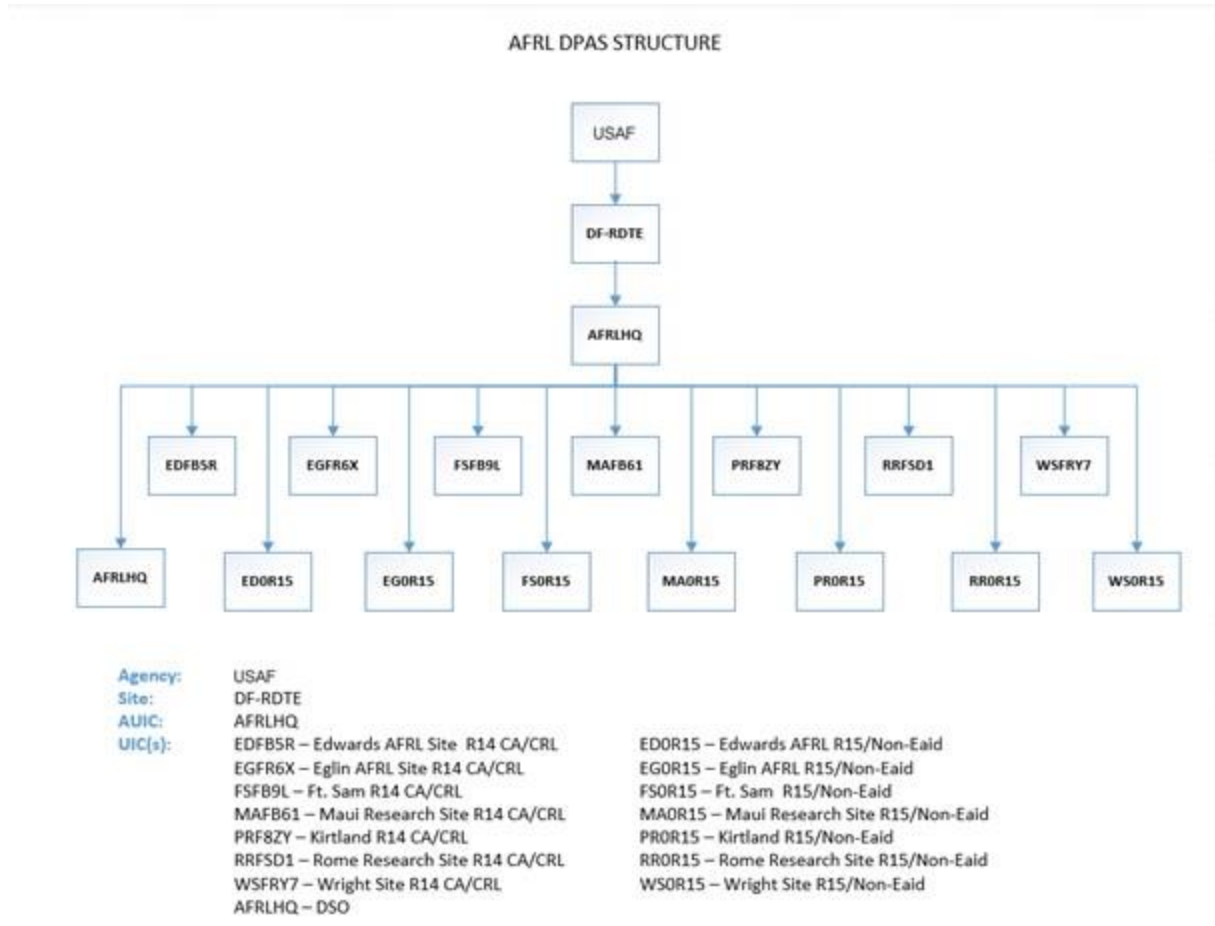 AFRL DPAS STRUCTURE
USAF
DF-RDTE
AFRLHQ
EDFB5R EGFR6X FSFB9L MAFB61 PRF8ZY RRFSD1 WSFRY7
AFRLHQ ED0R15 EG0R15 FS0R15 MA0R15 PR0R15 RR0R15 WS0R15
Agency: USAF
Site: DF-RDTE
AUIC: AFRLHQ
UIC(s): EDFB5R – Edwards AFRL Site R14 CA/CRL ED0R15 – Edwards AFRL R15/Non-Eaid
EGFR6X – Eglin AFRL Site R14 CA/CRL EG0R15 – Eglin AFRL R15/Non-Eaid
FSFB9L – Ft. Sam R14 CA/CRL FS0R15 – Ft. Sam R15/Non-Eaid
MAFB61 – Maui Research Site R14 CA/CRL MA0R15 – Maui Research Site R15/Non-Eaid
PRF8ZY – Kirtland R14 CA/CRL PR0R15 – Kirtland R15/Non-Eaid
RRFSD1 – Rome Research Site R14 CA/CRL RR0R15 – Rome Research Site R15/Non-Eaid
WSFRY7 – Wright Site R14 CA/CRL WS0R15 – Wright Site R15/Non-Eaid
AFRLHQ – DSO